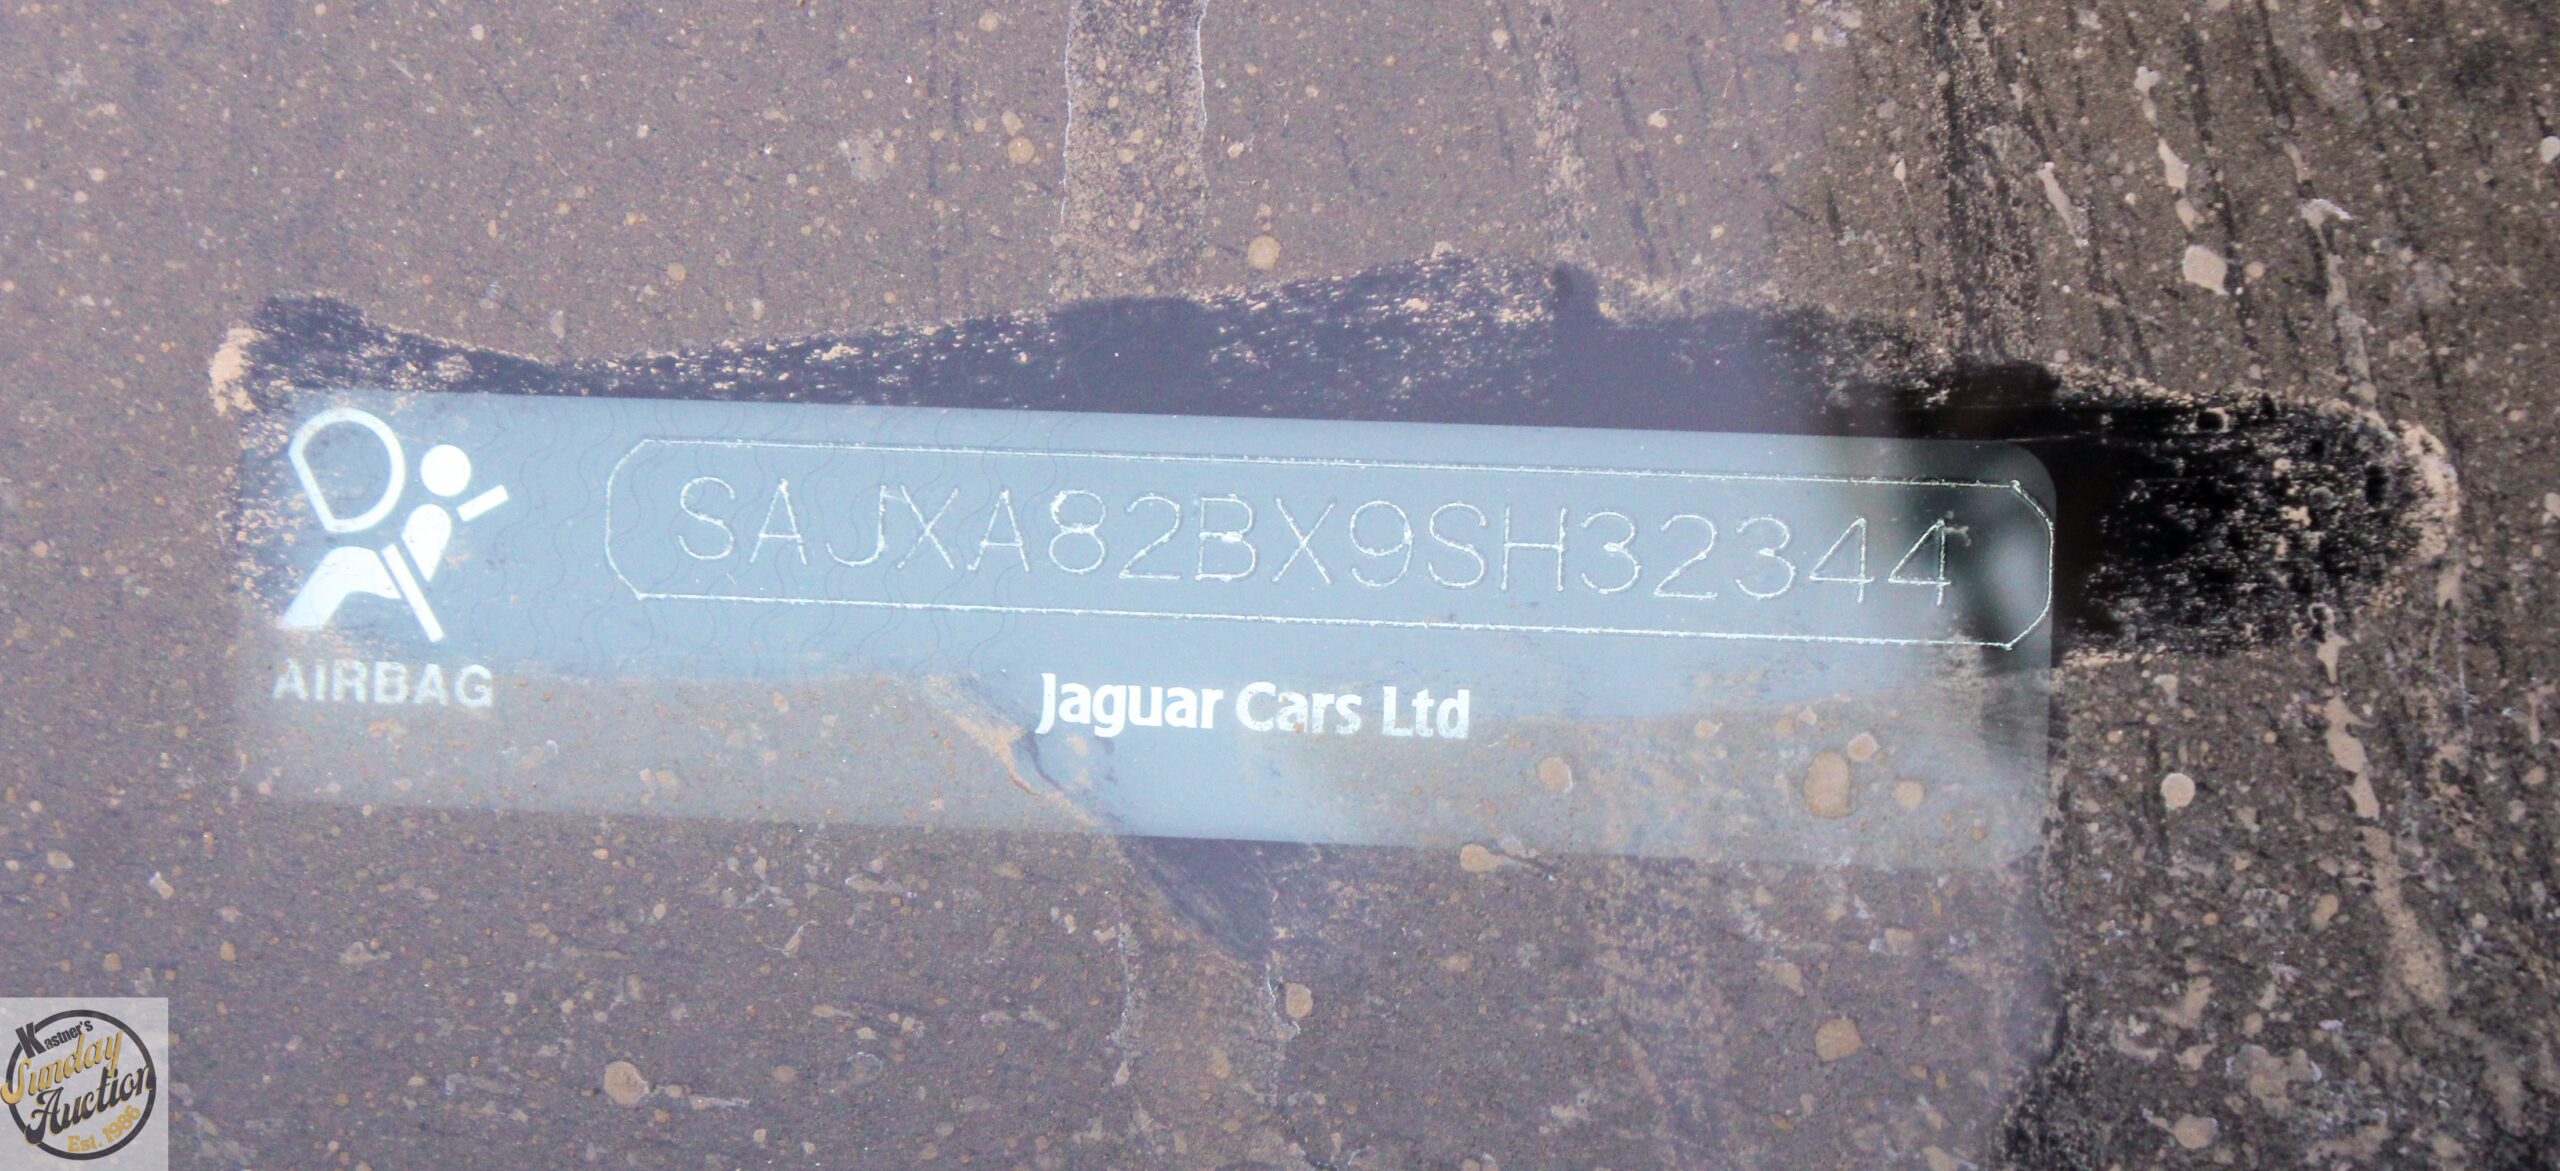 SAJXA82BX9SH32344
AIRBAG
Jaguar Cars Ltd
Kastner's
Sunday
Auction
Est. 1986